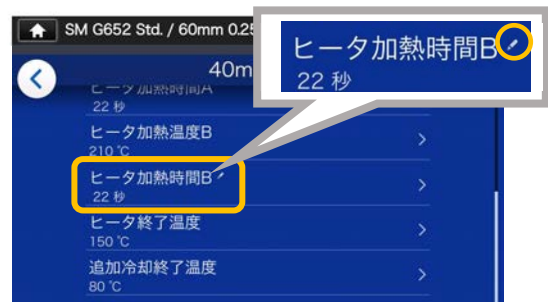 SM G652 Std. / 60mm 0.25
40m
ヒータ加熱時間A
22 秒
ヒータ加熱温度B
210 ℃
ヒータ加熱時間B
22 秒
ヒータ終了温度
150 ℃
追加冷却終了温度
80 ℃
ヒータ加熱時間B
22 秒